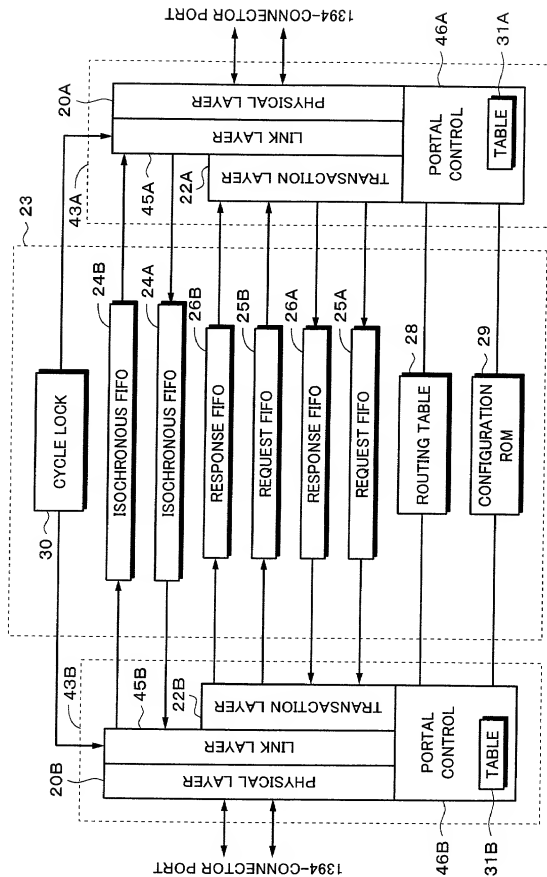 23
43B
43A
30
CYCLE LOCK
20B
45B
22B
1394-CONNECTOR PORT
PHYSICAL LAYER
LINK LAYER
TRANSACTION LAYER
PORTAL
CONTROL
TABLE
46B
31B
ISOCHRONOUS FIFO
24B
ISOCHRONOUS FIFO
24A
RESPONSE FIFO
26B
REQUEST FIFO
25B
RESPONSE FIFO
26A
REQUEST FIFO
25A
ROUTING TABLE
28
CONFIGURATION
ROM
29
20A
45A
22A
TRANSACTION LAYER
LINK LAYER
PHYSICAL LAYER
1394-CONNECTOR PORT
PORTAL
CONTROL
TABLE
46A
31A